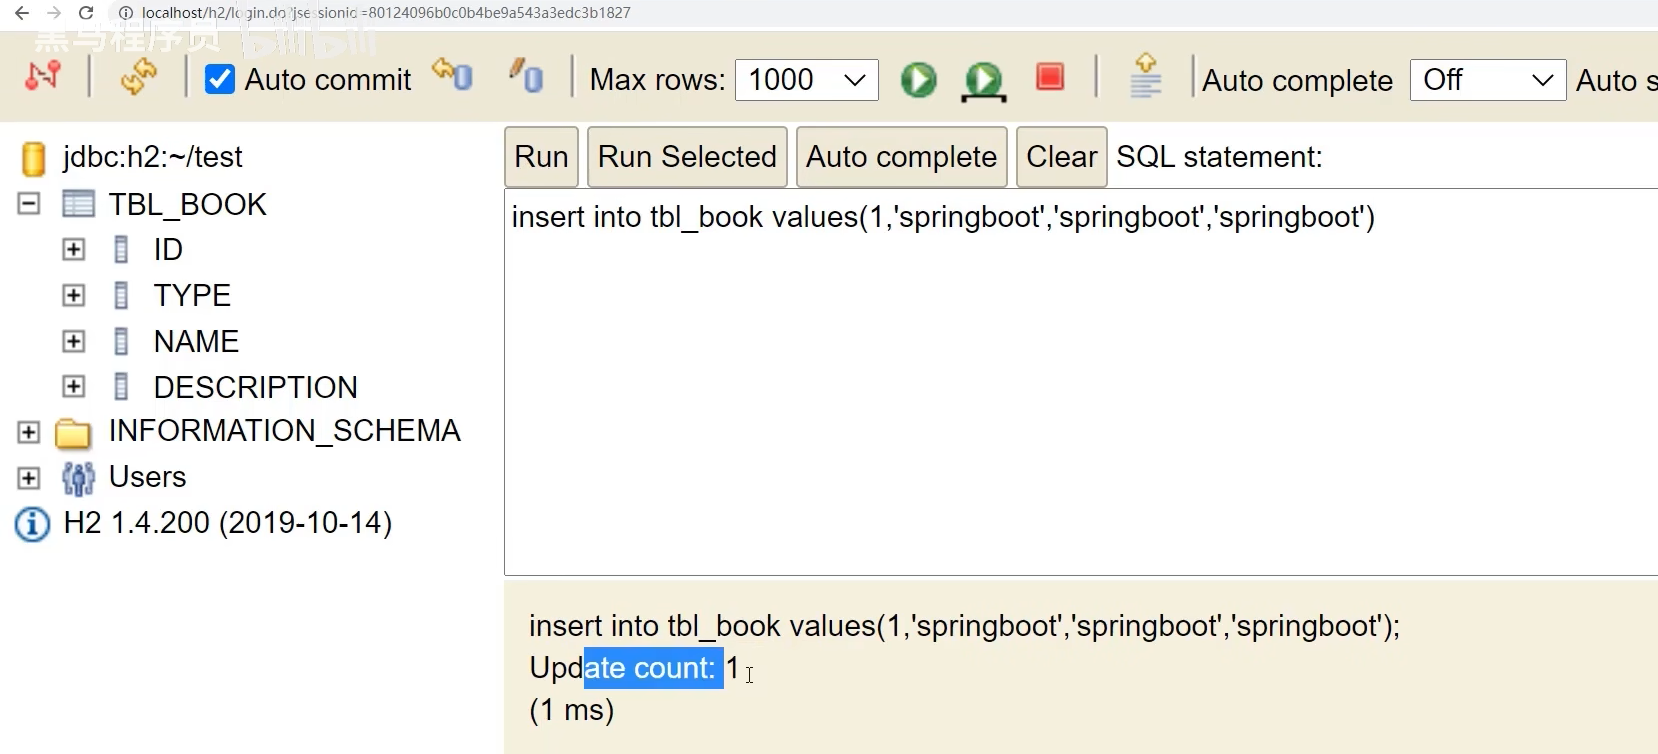 localhost/h2/login.do?jsessionid=80124096b0c0b4be9a543a3edc3b1827
黑马程序员 bilibili
Auto commit Max rows: 1000 Auto complete Off Auto s
jdbc:h2:~/test
TBL_BOOK
ID
TYPE
NAME
DESCRIPTION
INFORMATION_SCHEMA
Users
H2 1.4.200 (2019-10-14)
Run Run Selected Auto complete Clear SQL statement:
insert into tbl_book values(1,'springboot','springboot','springboot')
insert into tbl_book values(1,'springboot','springboot','springboot');
Update count: 1
(1 ms)